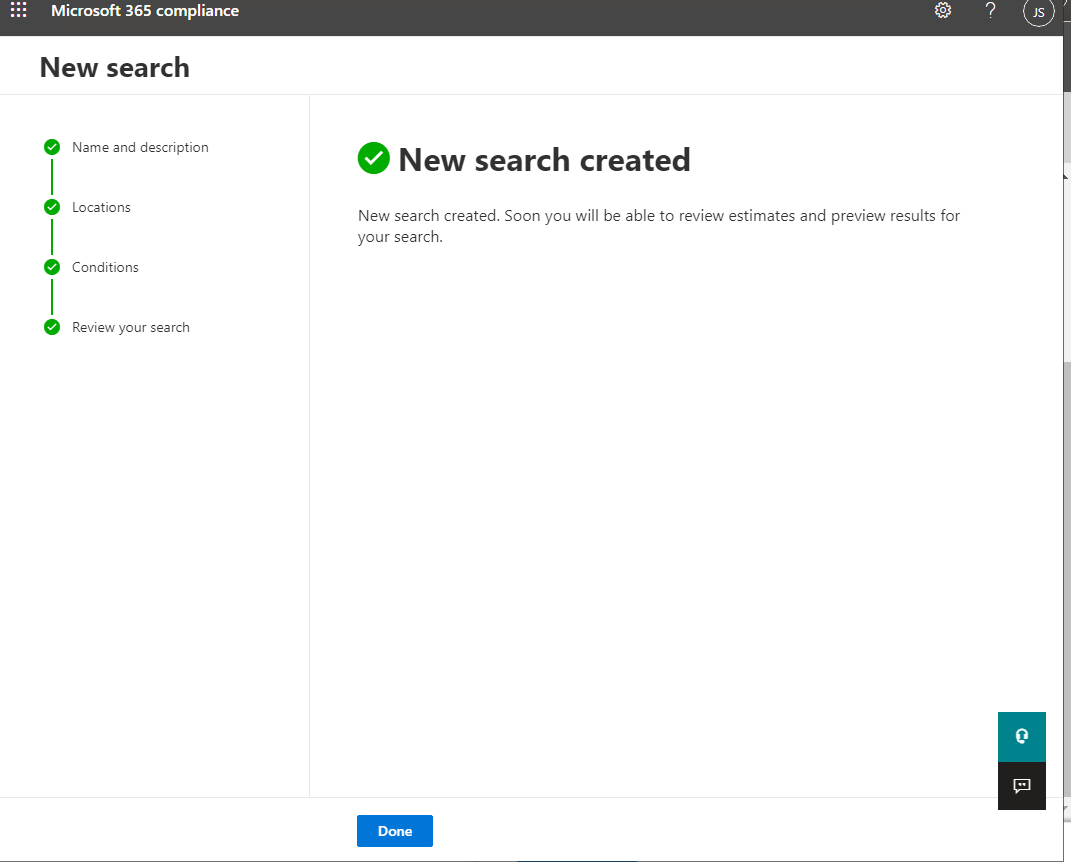 Microsoft 365 compliance
?
JS
New search
Name and description
Locations
Conditions
Review your search
New search created
New search created. Soon you will be able to review estimates and preview results for
your search.
Done